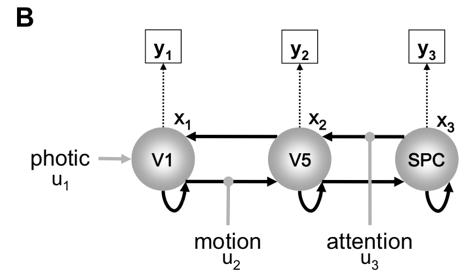 B
y1
y2
y3
x1
x2
x3
V1
V5
SPC
photic
u1
motion
u2
attention
u3